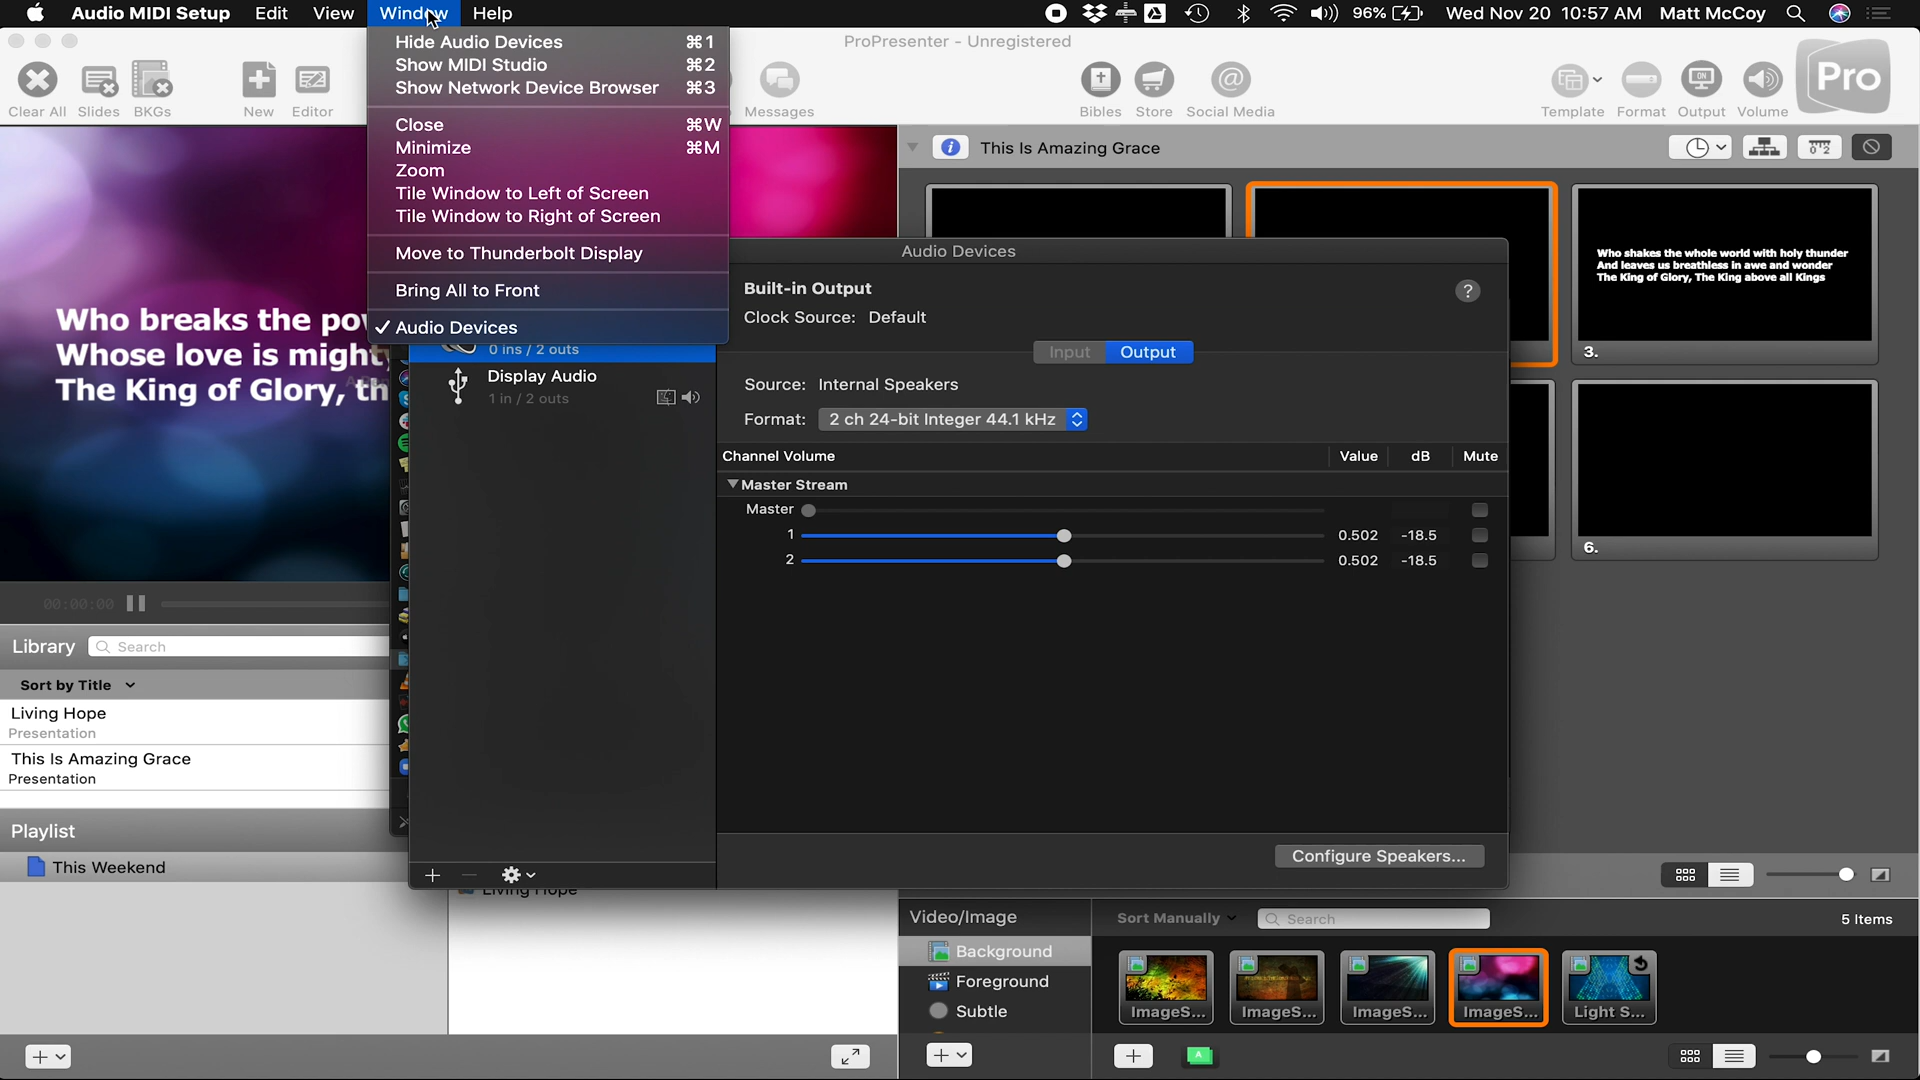 Audio MIDI Setup Edit View Window Help
96% Wed Nov 20 10:57 AM Matt McCoy
ProPresenter - Unregistered
Clear All Slides BKGs New Editor Messages Bibles Store Social Media Template Format Output Volume
ON
Pro
Hide Audio Devices ⌘1
Show MIDI Studio ⌘2
Show Network Device Browser ⌘3
Close ⌘W
Minimize ⌘M
Zoom
Tile Window to Left of Screen
Tile Window to Right of Screen
Move to Thunderbolt Display
Bring All to Front
✓ Audio Devices
This Is Amazing Grace
Who shakes the whole world with holy thunder
And leaves us breathless in awe and wonder
The King of Glory, The King above all Kings
3.
6.
Who breaks the po
Whose love is might
The King of Glory, th
00:00:00
Audio Devices
0 ins / 2 outs
Display Audio
1 in / 2 outs
Built-in Output
?
Clock Source: Default
Input Output
Source: Internal Speakers
Format: 2 ch 24-bit Integer 44.1 kHz
Channel Volume Value dB Mute
Master Stream
Master
1 0.502 -18.5
2 0.502 -18.5
Configure Speakers...
Library Search
Sort by Title
Living Hope
Presentation
This Is Amazing Grace
Presentation
Playlist
This Weekend
Living Hope
Video/Image
Background
Foreground
Subtle
Sort Manually Search 5 Items
ImageS... ImageS... ImageS... ImageS... Light S...
A